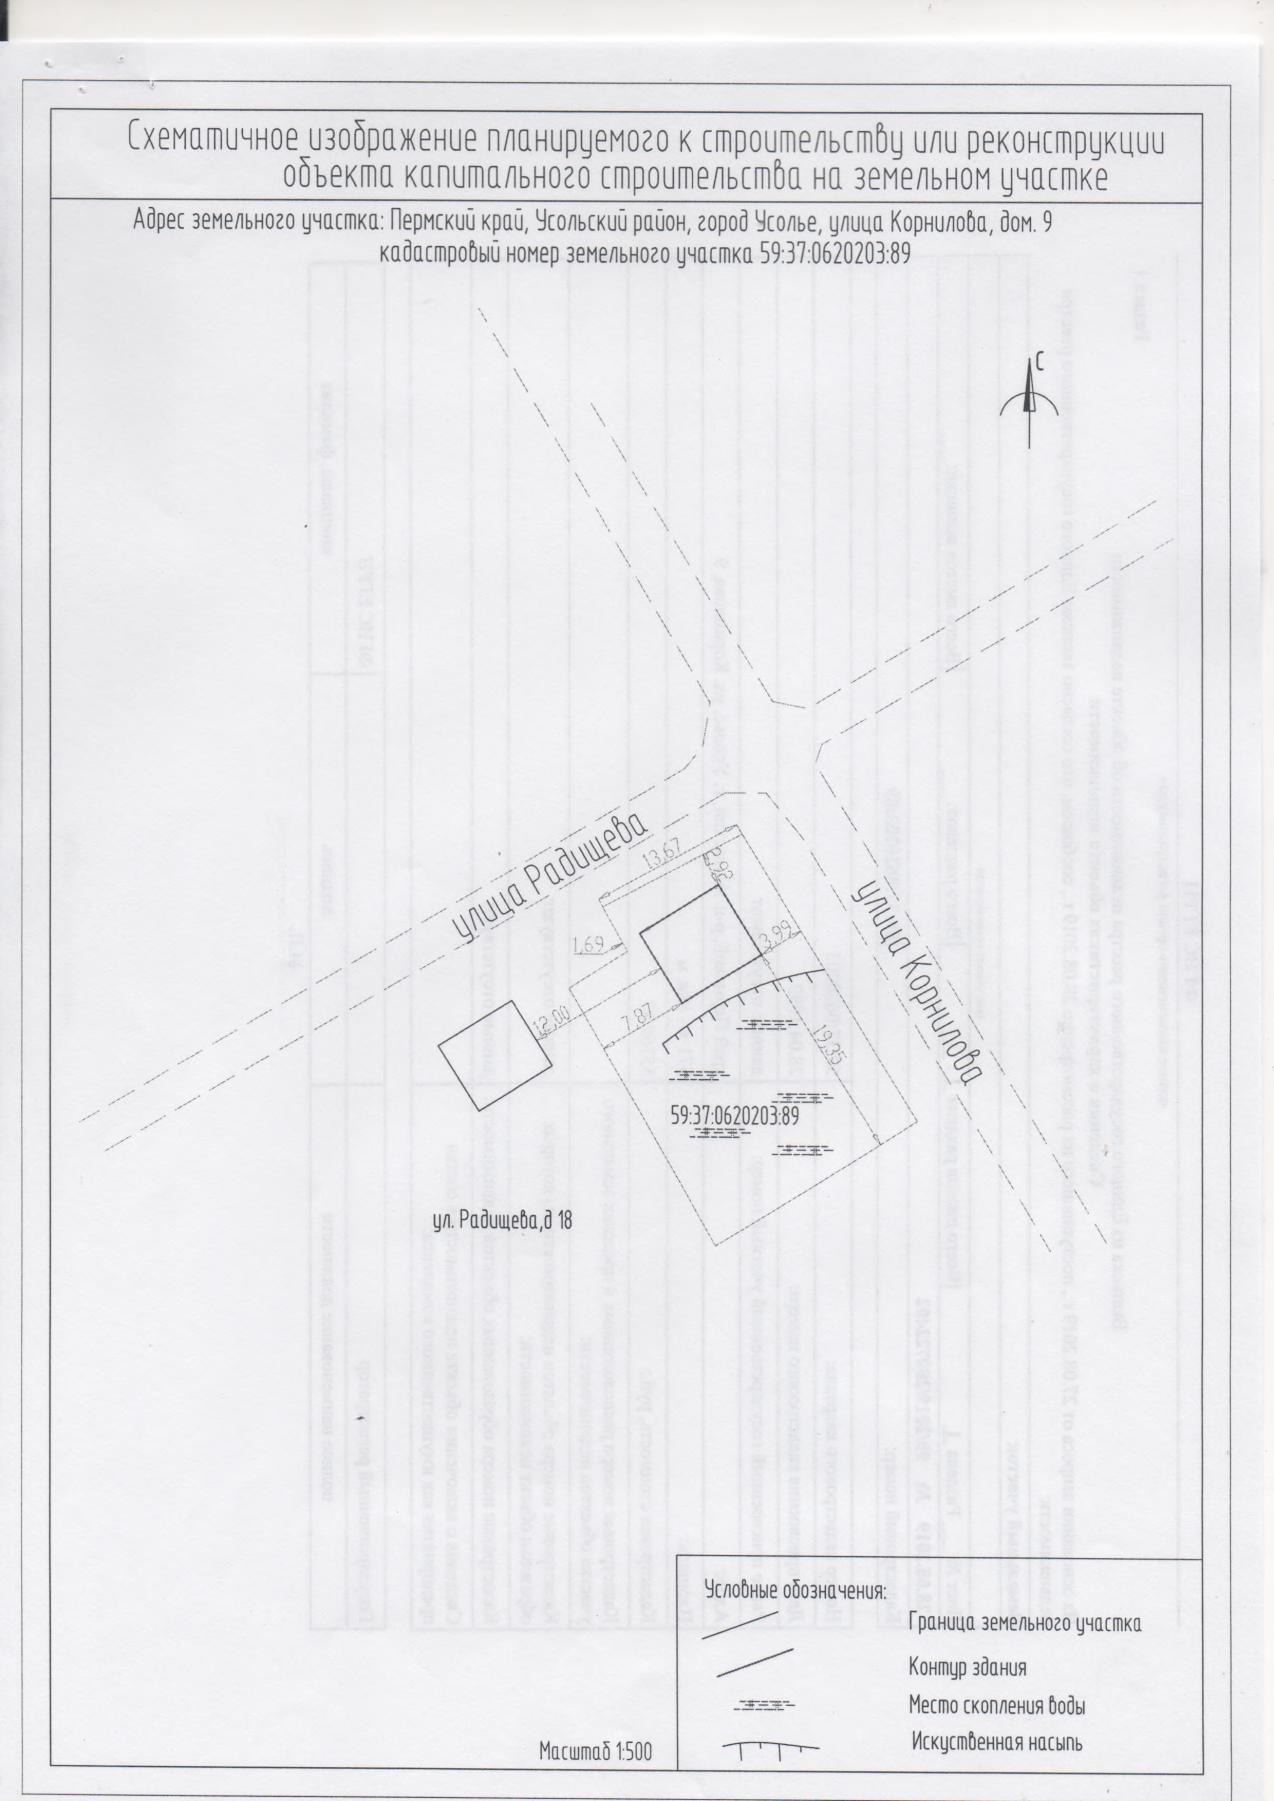 Схематичное изображение планируемого к строительству или реконструкции
объекта капитального строительства на земельном участке
Адрес земельного участка: Пермский край, Усольский район, город Усолье, улица Корнилова, дом. 9
кадастровый номер земельного участка 59:37:0620203:89
С
улица Радищева
13,67
2,92
1,69
3,99
улица Корнилова
12,00
7,87
19,35
59:37:0620203:89
ул. Радищева,д 18
Условные обозначения:
Граница земельного участка
Контур здания
Место скопления воды
Искуственная насыпь
Масштаб 1:500